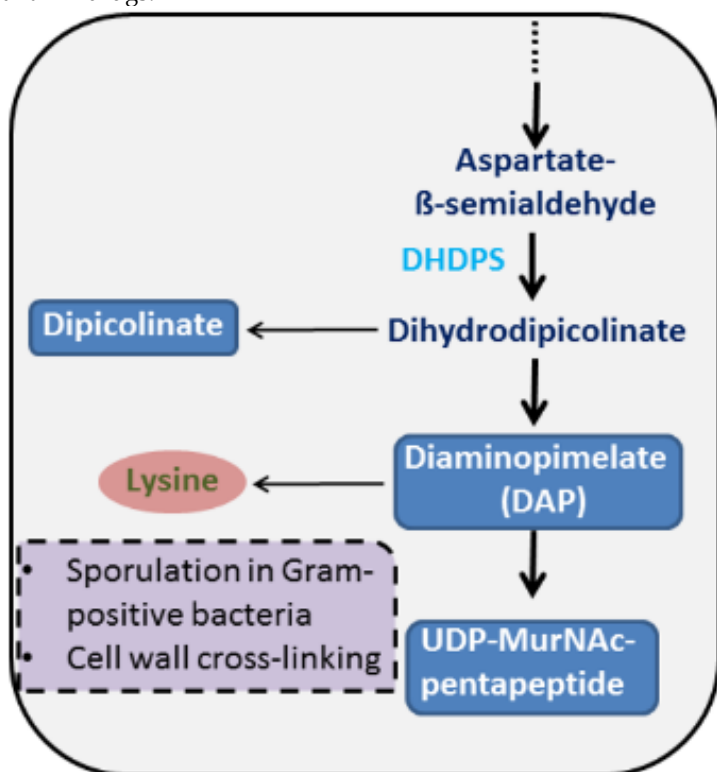 Aspartate-
ß-semialdehyde
DHDPS
Dipicolinate
Dihydrodipicolinate
Lysine
Diaminopimelate
(DAP)
• Sporulation in Gram-
positive bacteria
• Cell wall cross-linking
UDP-MurNAc-
pentapeptide